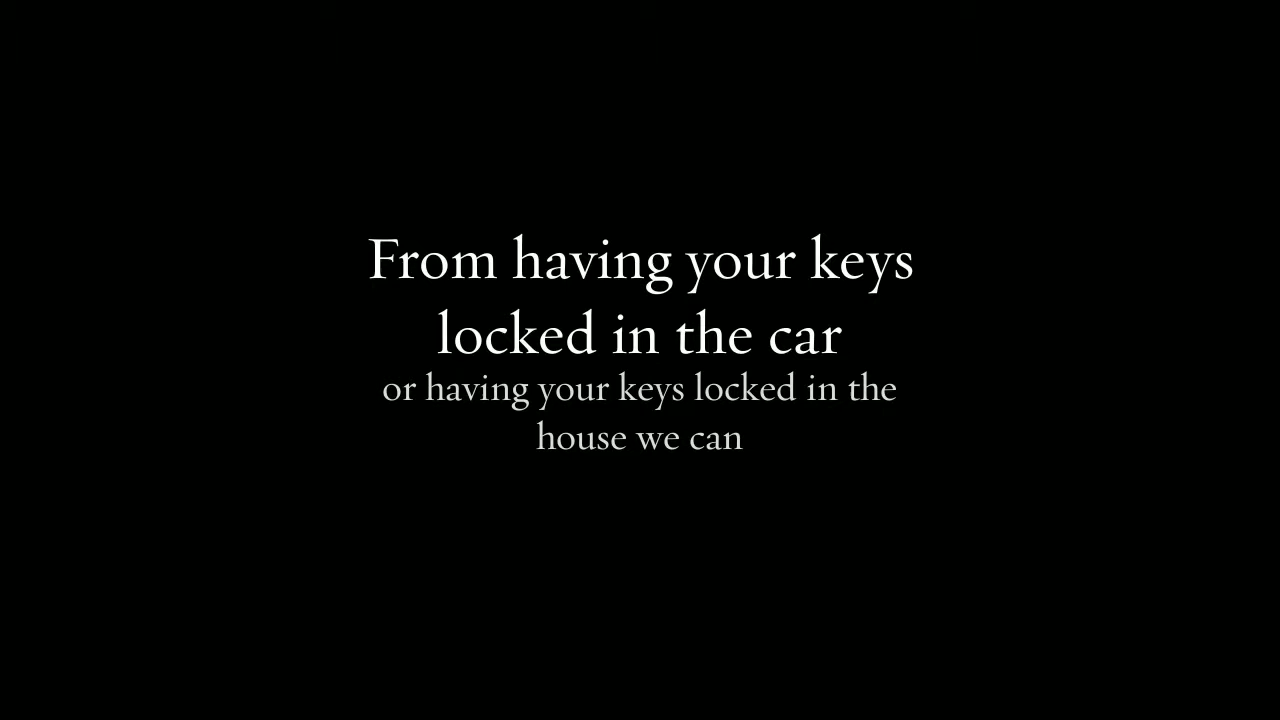 From having your keys
locked in the car
or having your keys locked in the
house we can